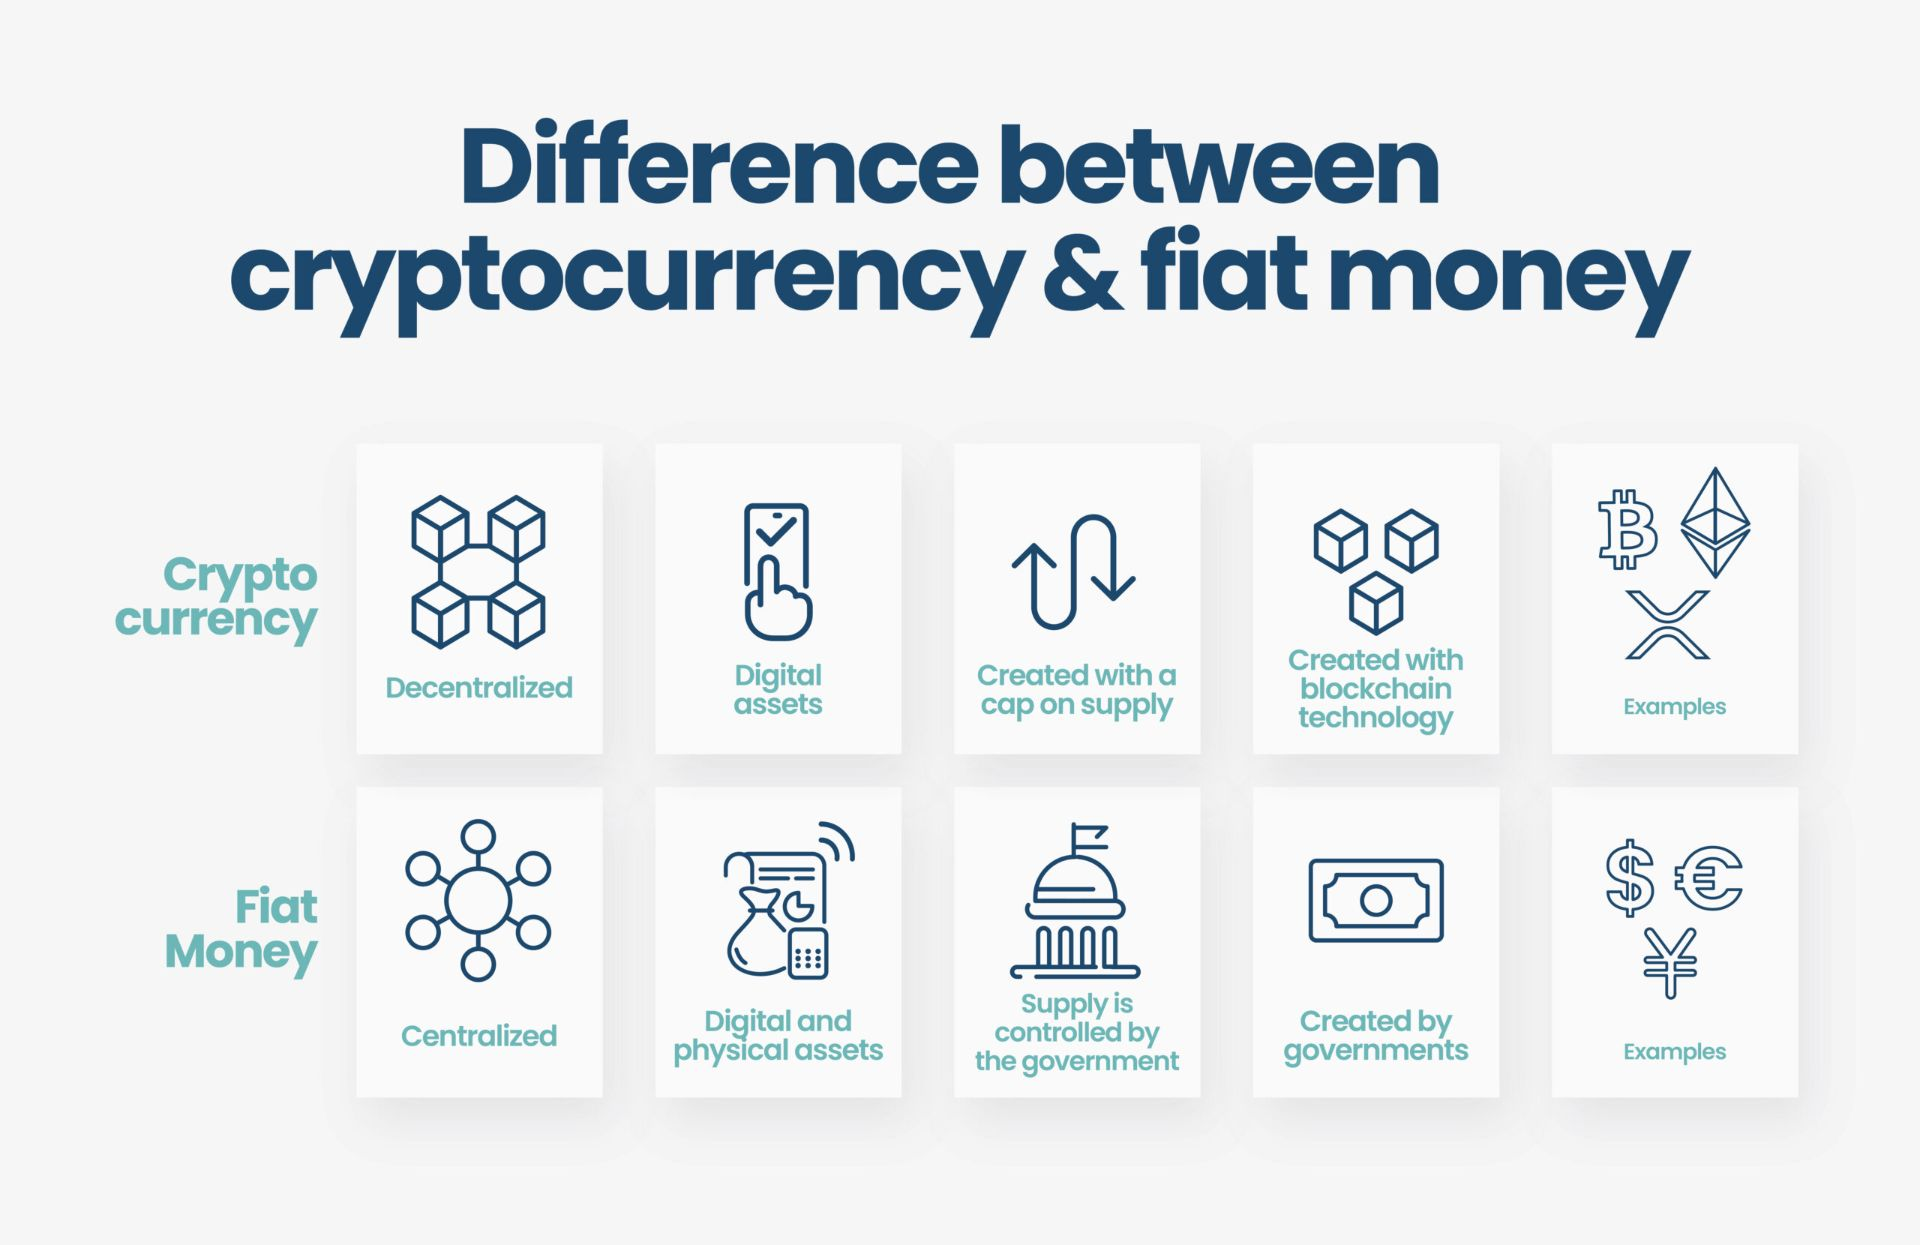 Difference between
cryptocurrency & fiat money
Crypto
currency
Decentralized
Digital
assets
Created with a
cap on supply
Created with
blockchain
technology
Examples
Fiat
Money
Centralized
Digital and
physical assets
Supply is
controlled by
the government
Created by
governments
$ €
¥
Examples